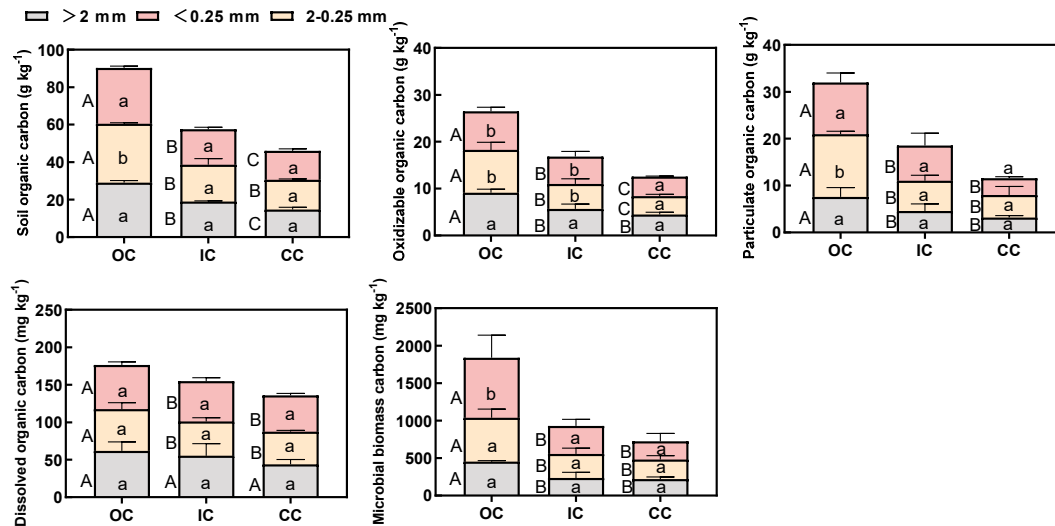 ＞2 mm ＜0.25 mm 2-0.25 mm
Soil organic carbon (g kg⁻¹)
100
80
60
40
20
0
A a
A b
A a
B a
B a
B a
C a
B a
C a
OC IC CC
Oxidizable organic carbon (g kg⁻¹)
40
30
20
10
0
A b
A b
A a
B b
B b
B a
C a
C a
B a
OC IC CC
Particulate organic carbon (g kg⁻¹)
40
30
20
10
0
A a
A b
A a
B a
B a
B a
a
B
B a
B a
OC IC CC
Dissolved organic carbon (mg kg⁻¹)
250
200
150
100
50
0
A a
A a
A a
B a
B a
A a
B a
B a
A a
OC IC CC
Microbial biomass carbon (mg kg⁻¹)
2500
2000
1500
1000
500
0
A b
A a
A a
B a
B a
B a
B a
B a
B a
OC IC CC